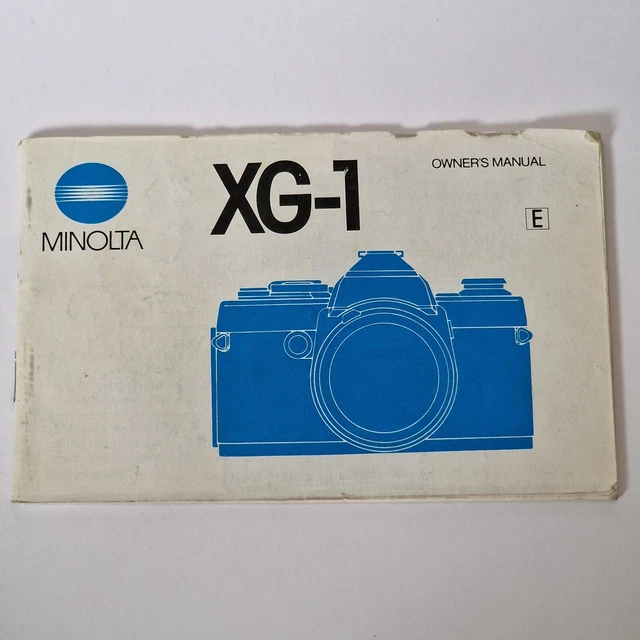 MINOLTA
XG-1
OWNER'S MANUAL
E